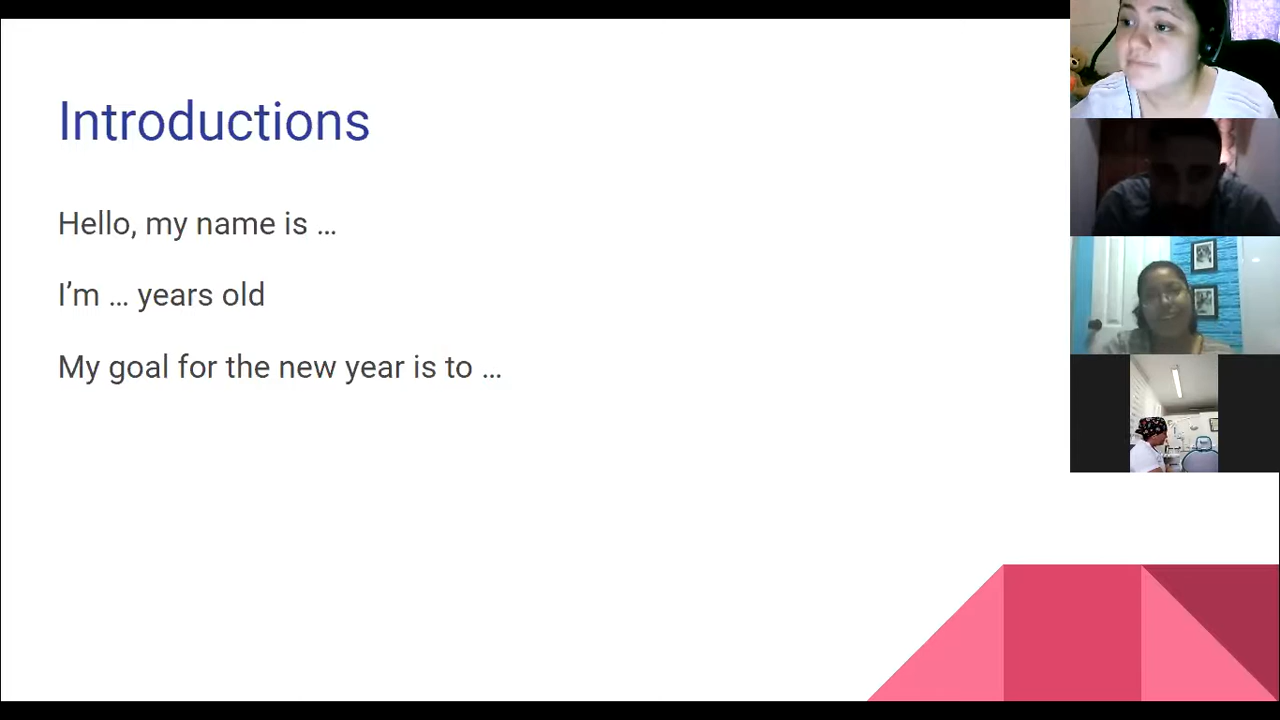 Introductions
Hello, my name is …
I’m … years old
My goal for the new year is to …